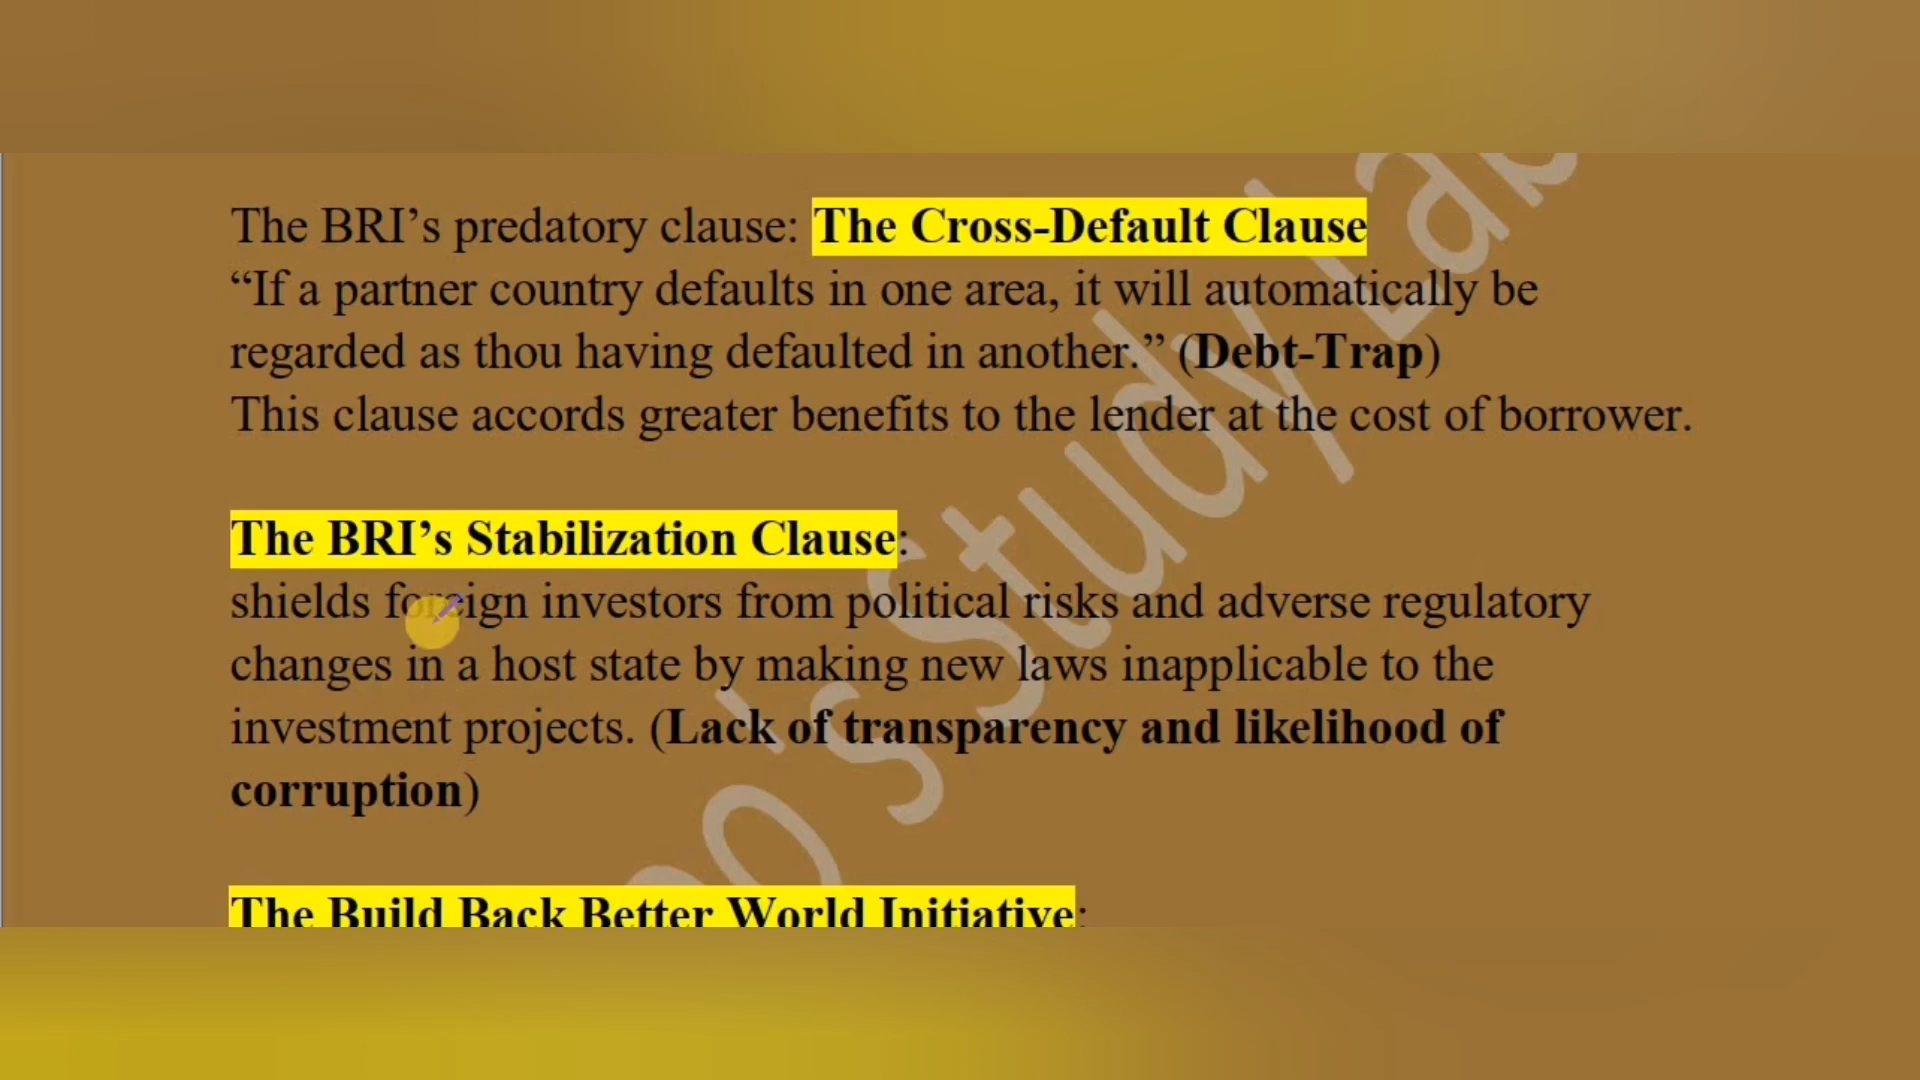 The BRI’s predatory clause: The Cross-Default Clause
“If a partner country defaults in one area, it will automatically be
regarded as thou having defaulted in another.” (Debt-Trap)
This clause accords greater benefits to the lender at the cost of borrower.
The BRI’s Stabilization Clause:
shields foreign investors from political risks and adverse regulatory
changes in a host state by making new laws inapplicable to the
investment projects. (Lack of transparency and likelihood of
corruption)
The Build Back Better World Initiative:
's Study